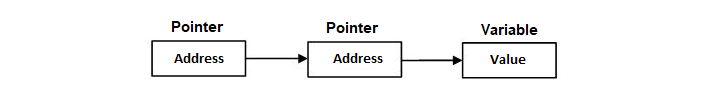 Pointer Pointer Variable
Address Address Value